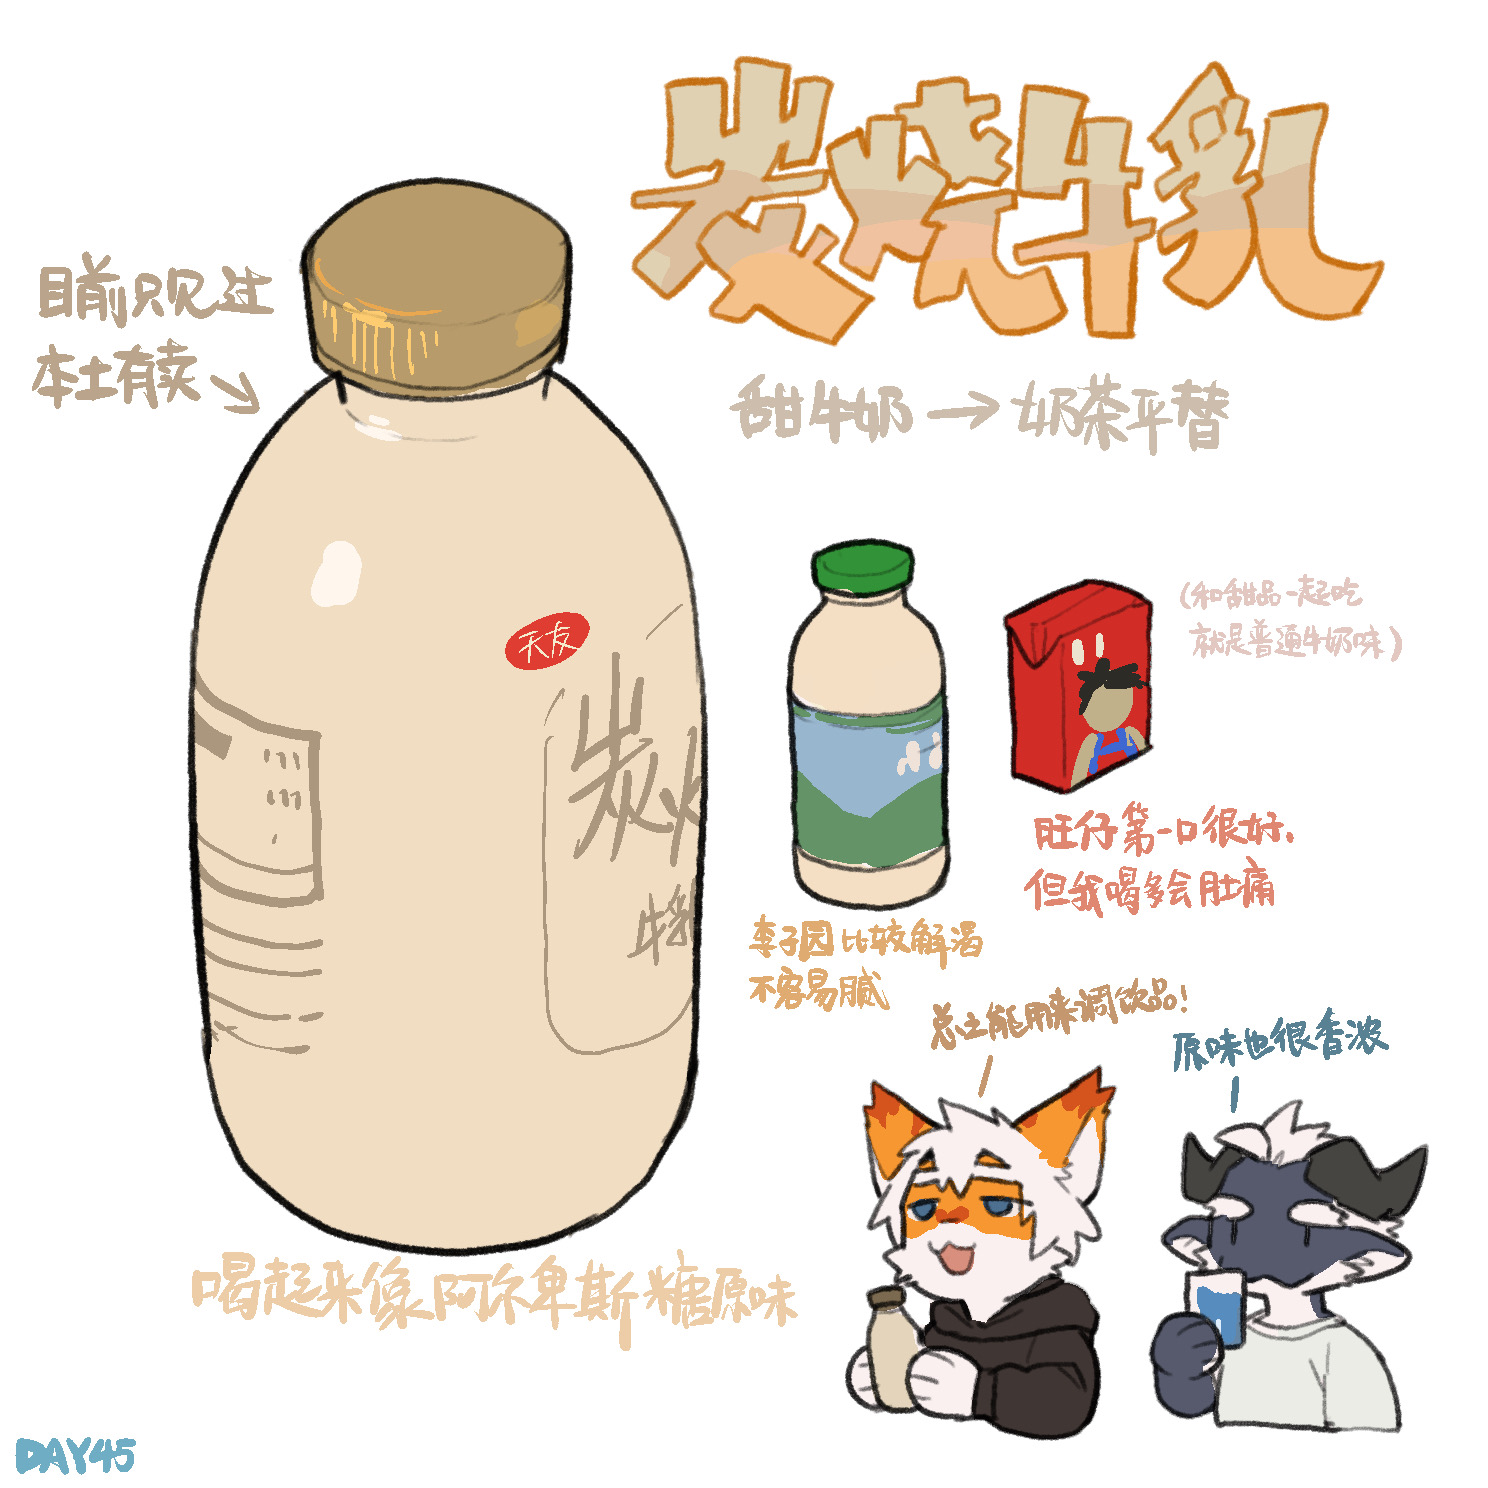 炭烧牛乳
目前只见过
本土有卖
甜牛奶→奶茶平替
天友
炭火
牛乳
(和甜品一起吃
就是普通牛奶味)
旺仔第一口很好.
但我喝多会肚痛
李子园比较解渴
不容易腻
总之能用来调饮品!
原味也很香浓
喝起来像阿尔卑斯糖原味
DAY45